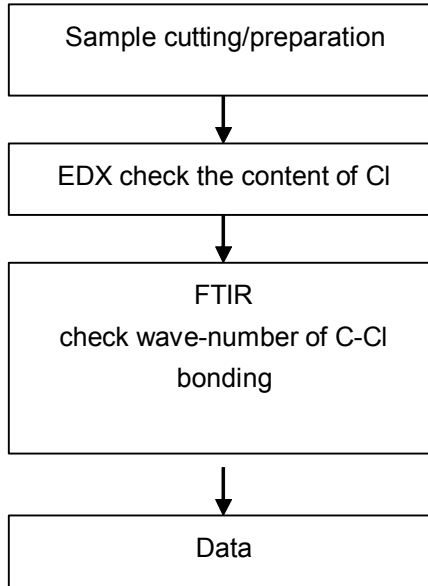 Sample cutting/preparation
EDX check the content of Cl
FTIR
check wave-number of C-Cl
bonding
Data